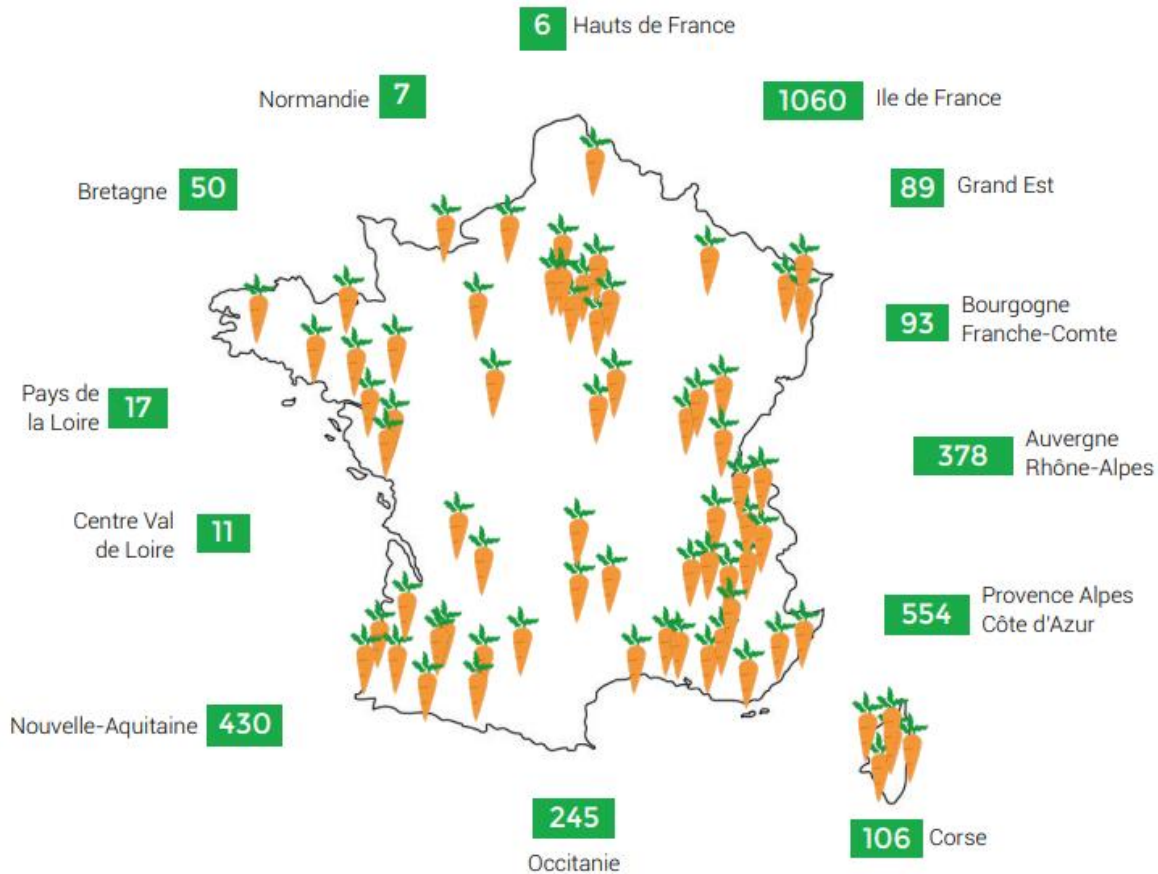 6 Hauts de France
Normandie 7
1060 Ile de France
Bretagne 50
89 Grand Est
93 Bourgogne
Franche-Comte
Pays de
la Loire 17
378 Auvergne
Rhône-Alpes
Centre Val
de Loire 11
554 Provence Alpes
Côte d'Azur
Nouvelle-Aquitaine 430
245
Occitanie
106 Corse